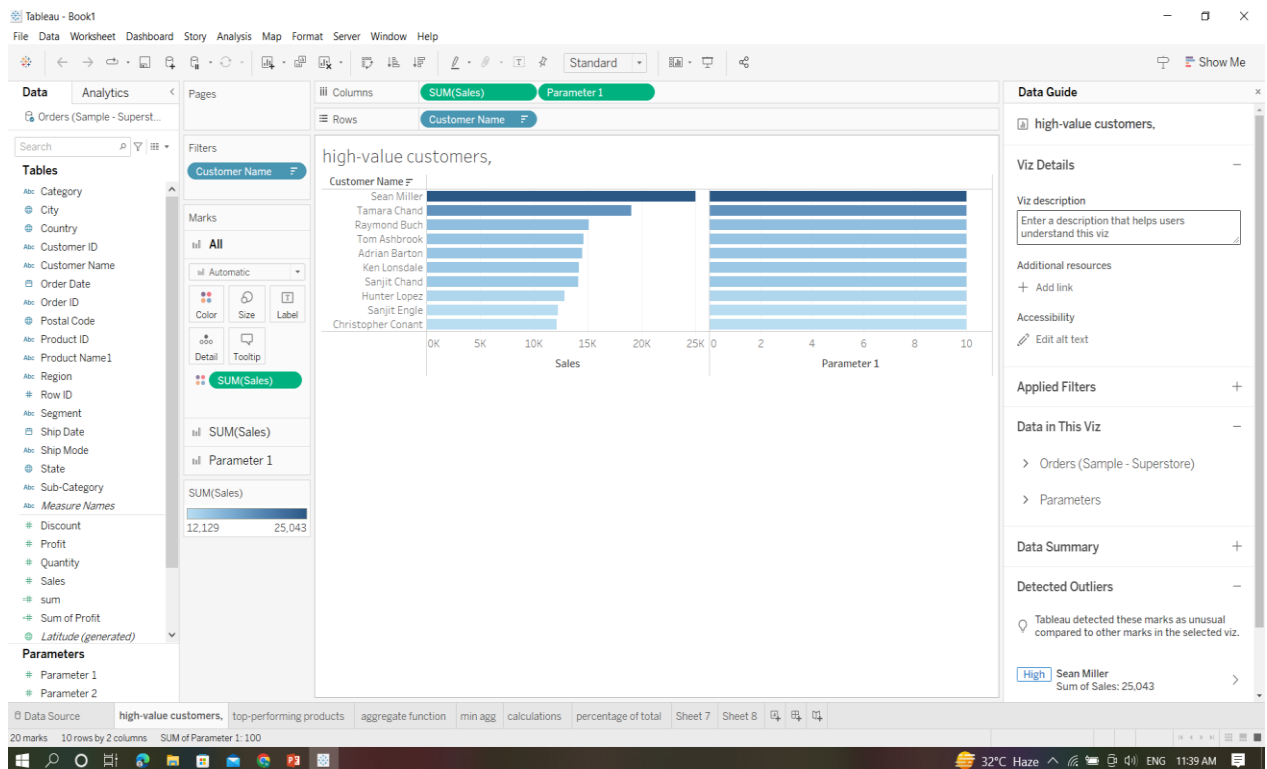 Tableau - Book1
File Data Worksheet Dashboard Story Analysis Map Format Server Window Help
Standard
Show Me
Data Analytics
Orders (Sample - Superst...
Search
Tables
Abc Category
City
Country
Abc Customer ID
Abc Customer Name
Order Date
Abc Order ID
Postal Code
Abc Product ID
Abc Product Name1
Abc Region
# Row ID
Abc Segment
Ship Date
Abc Ship Mode
State
Abc Sub-Category
Abc Measure Names
# Discount
# Profit
# Quantity
# Sales
=# sum
=# Sum of Profit
Latitude (generated)
Parameters
# Parameter 1
# Parameter 2
Pages
Filters
Customer Name
Marks
All
Automatic
Color Size Label
Detail Tooltip
SUM(Sales)
SUM(Sales)
Parameter 1
SUM(Sales)
12,129 25,043
Columns SUM(Sales) Parameter 1
Rows Customer Name
high-value customers,
Customer Name
Sean Miller
Tamara Chand
Raymond Buch
Tom Ashbrook
Adrian Barton
Ken Lonsdale
Sanjit Chand
Hunter Lopez
Sanjit Engle
Christopher Conant
0K 5K 10K 15K 20K 25K 0 2 4 6 8 10
Sales Parameter 1
Data Guide
high-value customers,
Viz Details
Viz description
Enter a description that helps users
understand this viz
Additional resources
+ Add link
Accessibility
Edit alt text
Applied Filters
Data in This Viz
Orders (Sample - Superstore)
Parameters
Data Summary
Detected Outliers
Tableau detected these marks as unusual
compared to other marks in the selected viz.
High Sean Miller
Sum of Sales: 25,043
Data Source high-value customers, top-performing products aggregate function min agg calculations percentage of total Sheet 7 Sheet 8
20 marks 10 rows by 2 columns SUM of Parameter 1: 100
32°C Haze ENG 11:39 AM